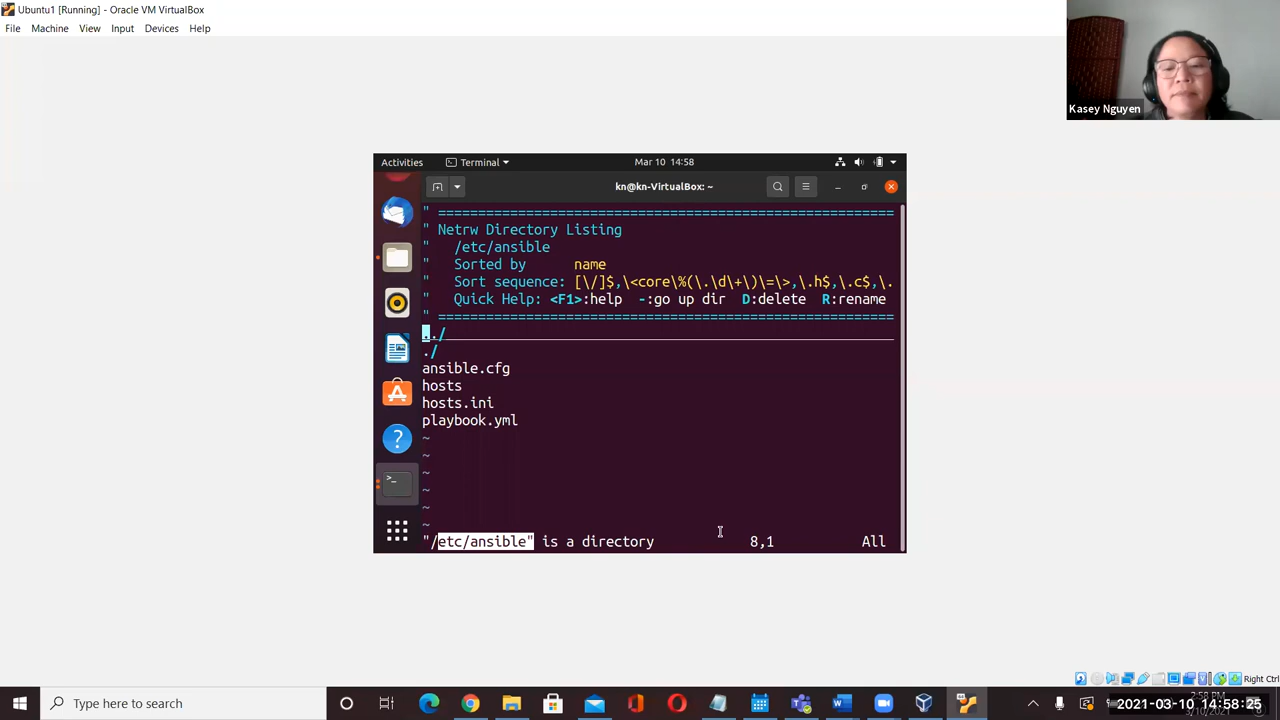 Ubuntu1 [Running] - Oracle VM VirtualBox
File Machine View Input Devices Help
Kasey Nguyen
Activities Terminal Mar 10 14:58
kn@kn-VirtualBox: ~
" ========================================================
" Netrw Directory Listing
"   /etc/ansible
"   Sorted by      name
"   Sort sequence: [\/]$,\<core\%(\.\d\+\)\=\>,\.h$,\.c$,\.
"   Quick Help: <F1>:help  -:go up dir  D:delete  R:rename
" ========================================================
../
./
ansible.cfg
hosts
hosts.ini
playbook.yml
~
~
~
~
~
~
"/etc/ansible" is a directory 8,1 All
Right Ctrl
Type here to search
2021-03-10 14:58:25
3/10/2021